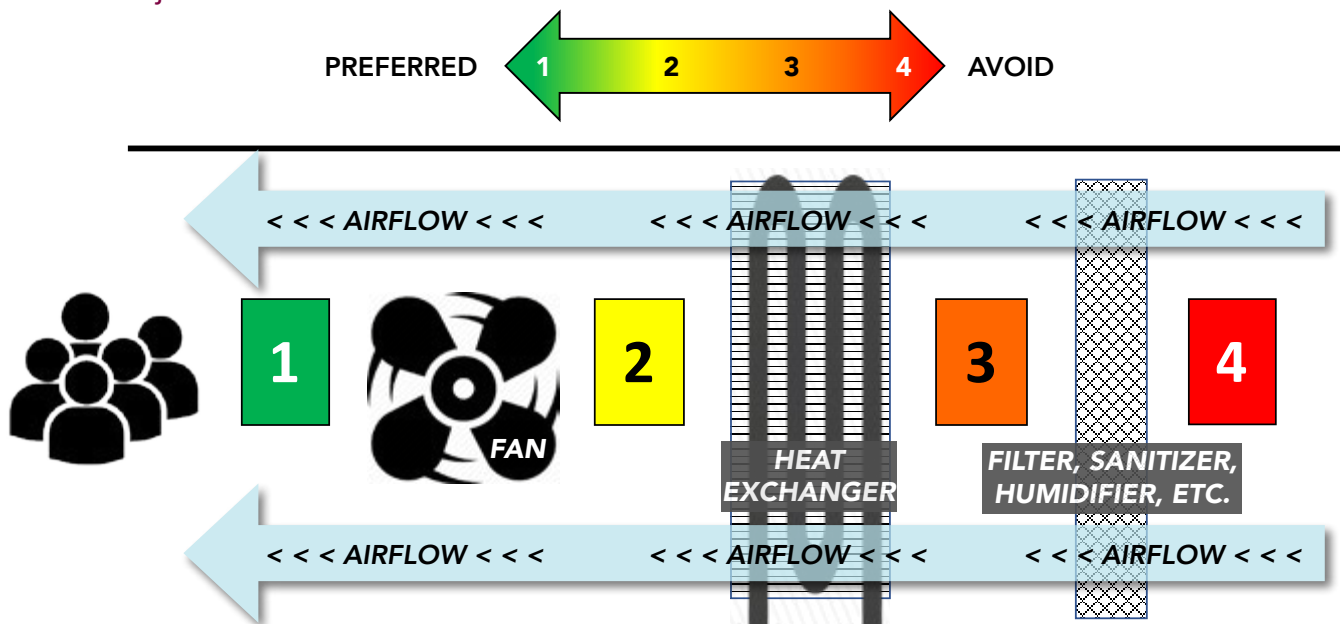 PREFERRED 1 2 3 4 AVOID
< < < AIRFLOW < < < < < < AIRFLOW < < < < < < AIRFLOW < < <
1 2 3 4
FAN
HEAT
EXCHANGER
FILTER, SANITIZER,
HUMIDIFIER, ETC.
< < < AIRFLOW < < < < < < AIRFLOW < < < < < < AIRFLOW < < <